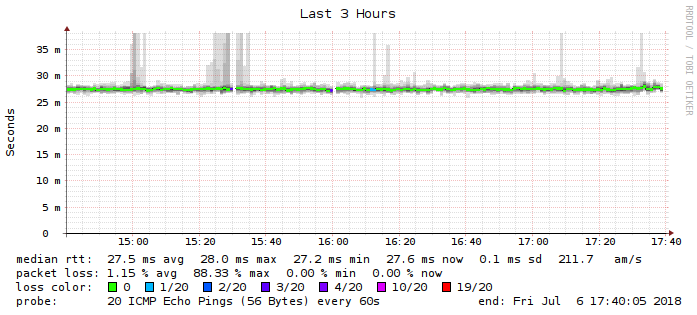 Last 3 Hours
RRDTOOL / TOBI OETIKER
Seconds
35 m
30 m
25 m
20 m
15 m
10 m
5 m
0
15:00 15:20 15:40 16:00 16:20 16:40 17:00 17:20 17:40
median rtt: 27.5 ms avg 28.0 ms max 27.2 ms min 27.6 ms now 0.1 ms sd 211.7 am/s
packet loss: 1.15 % avg 88.33 % max 0.00 % min 0.00 % now
loss color: 0 1/20 2/20 3/20 4/20 10/20 19/20
probe: 20 ICMP Echo Pings (56 Bytes) every 60s end: Fri Jul 6 17:40:05 2018